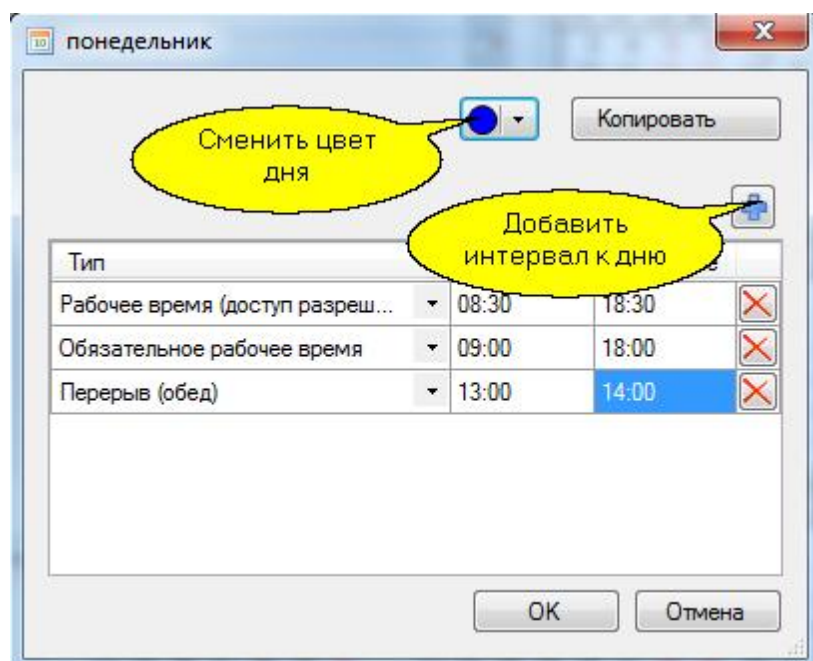 понедельник
Копировать
Сменить цвет
дня
Добавить
интервал к дню
Тип
Рабочее время (доступ разреш... 08:30 18:30
Обязательное рабочее время 09:00 18:00
Перерыв (обед) 13:00 14:00
OK Отмена